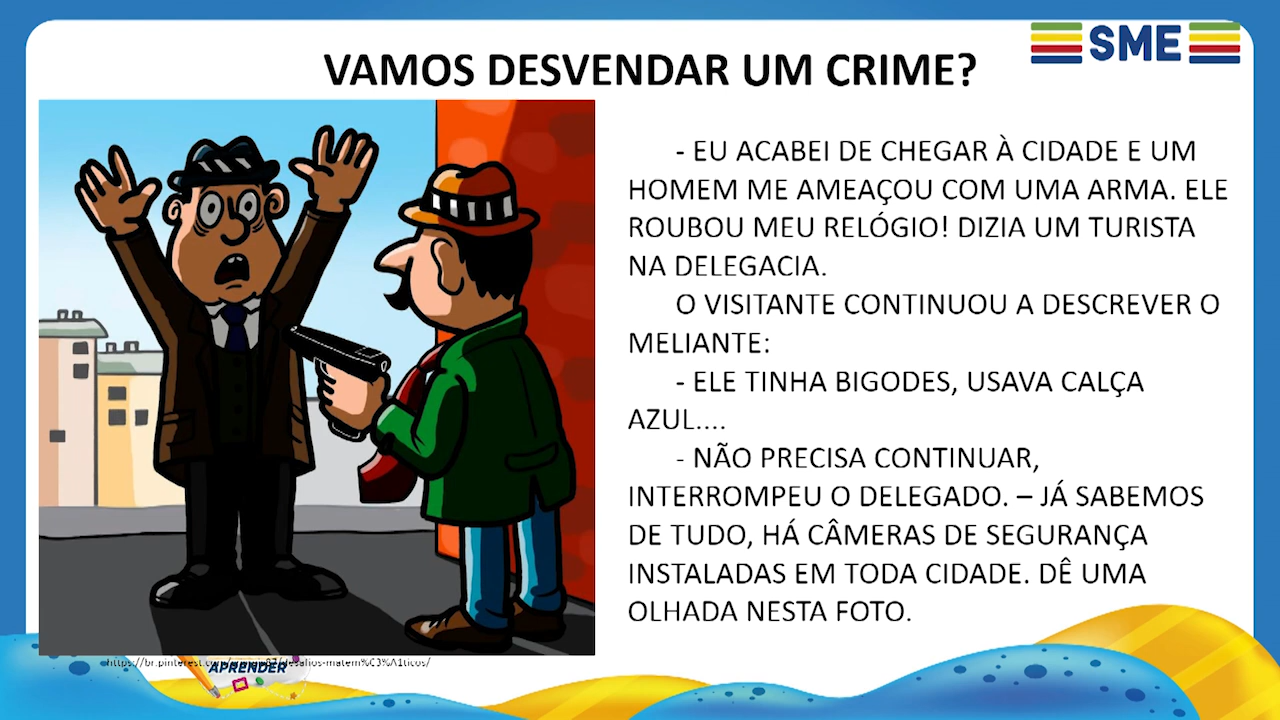 SME
VAMOS DESVENDAR UM CRIME?
- EU ACABEI DE CHEGAR À CIDADE E UM
HOMEM ME AMEAÇOU COM UMA ARMA. ELE
ROUBOU MEU RELÓGIO! DIZIA UM TURISTA
NA DELEGACIA.
O VISITANTE CONTINUOU A DESCREVER O
MELIANTE:
- ELE TINHA BIGODES, USAVA CALÇA
AZUL....
- NÃO PRECISA CONTINUAR,
INTERROMPEU O DELEGADO. – JÁ SABEMOS
DE TUDO, HÁ CÂMERAS DE SEGURANÇA
INSTALADAS EM TODA CIDADE. DÊ UMA
OLHADA NESTA FOTO.
APRENDER